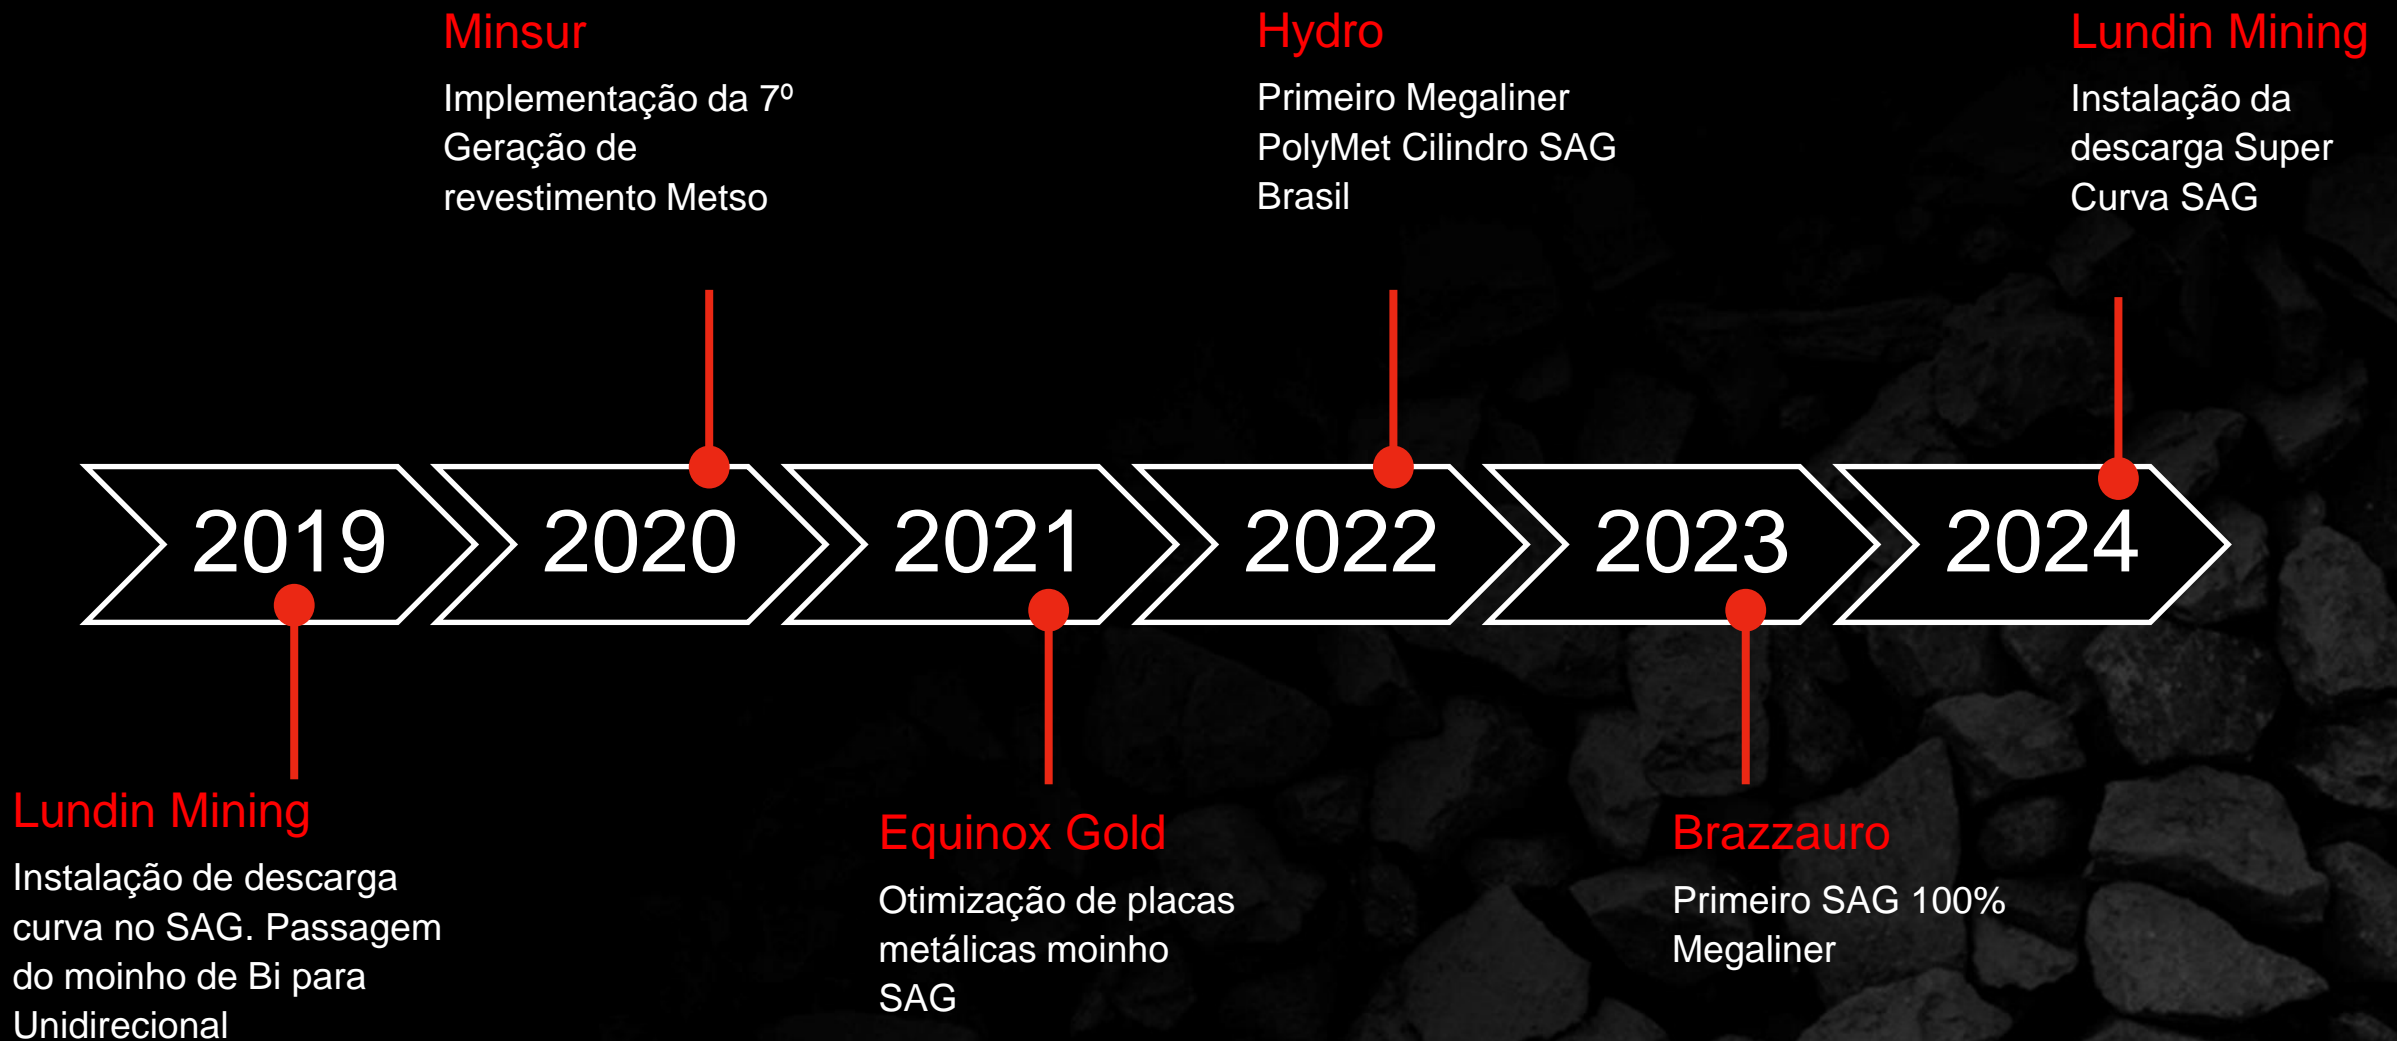 Minsur
Implementação da 7º
Geração de
revestimento Metso
Hydro
Primeiro Megaliner
PolyMet Cilindro SAG
Brasil
Lundin Mining
Instalação da
descarga Super
Curva SAG
2019
2020
2021
2022
2023
2024
Lundin Mining
Instalação de descarga
curva no SAG. Passagem
do moinho de Bi para
Unidirecional
Equinox Gold
Otimização de placas
metálicas moinho
SAG
Brazzauro
Primeiro SAG 100%
Megaliner